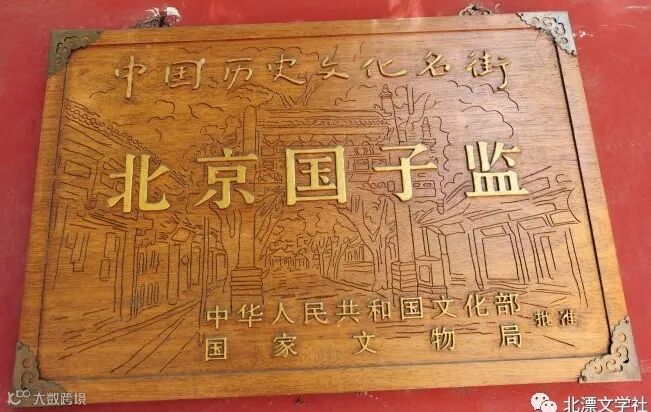 中国历史文化名街
北京国子监
中华人民共和国文化部
国家文物局
批准
大数跨境
北漂文学社